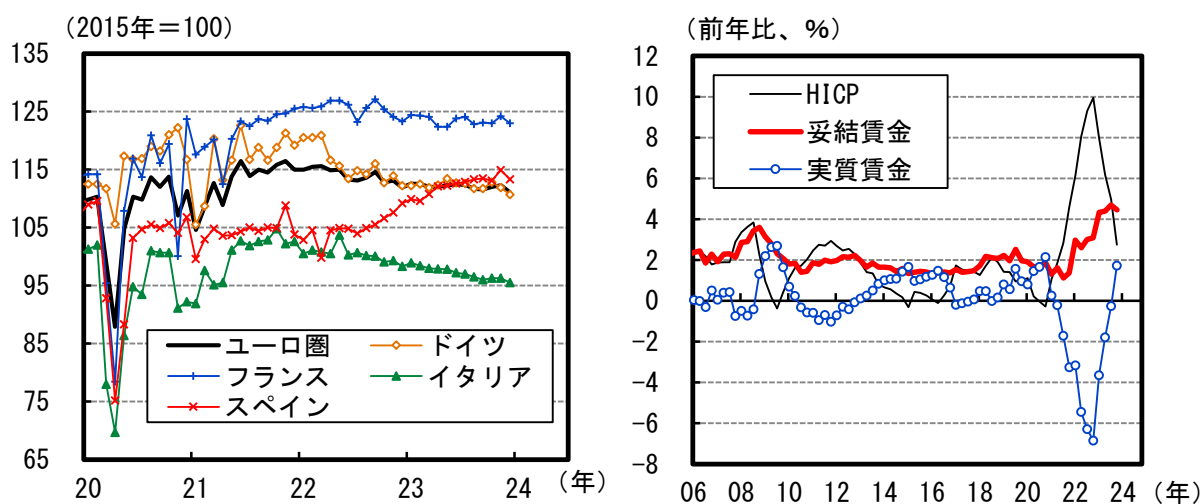 (2015年＝100)
135
125
115
105
95
85
75
65
ユーロ圏
ドイツ
フランス
イタリア
スペイン
20 21 22 23 24 (年)
(前年比、%)
12
10
8
6
4
2
0
-2
-4
-6
-8
HICP
妥結賃金
実質賃金
06 08 10 12 14 16 18 20 22 24 (年)